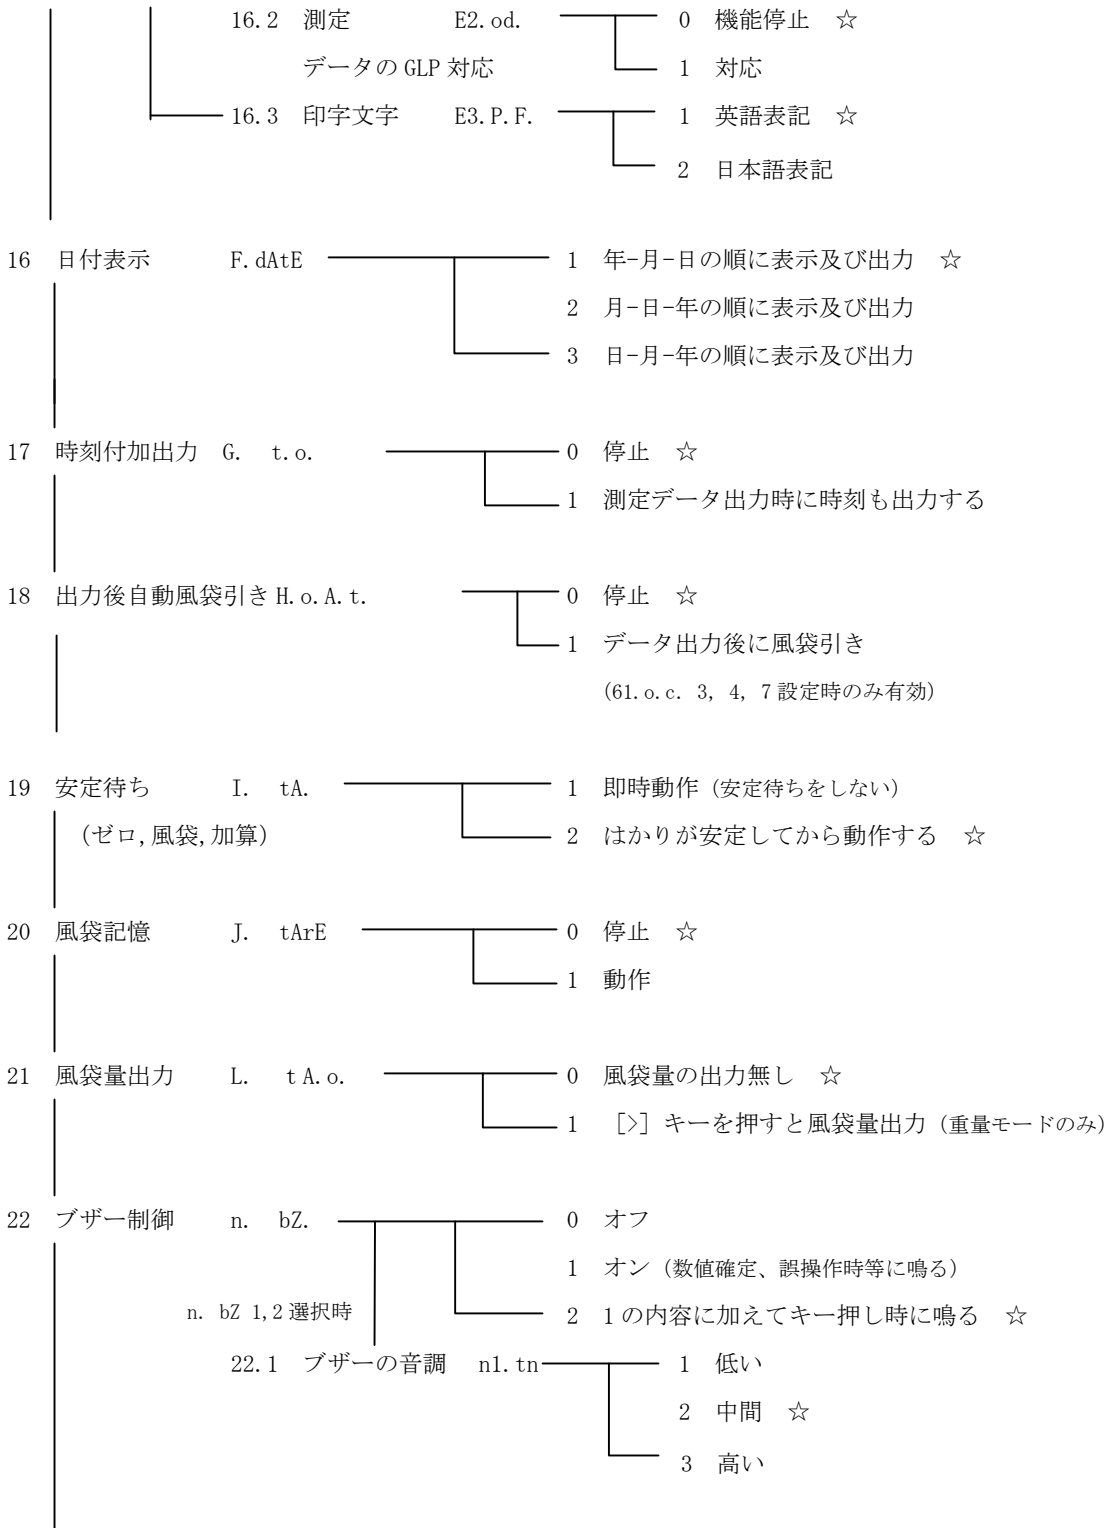 16.2 測定 E2.od. 0 機能停止 ☆
データの GLP 対応 1 対応
16.3 印字文字 E3.P.F. 1 英語表記 ☆
2 日本語表記
16 日付表示 F.dAtE 1 年-月-日の順に表示及び出力 ☆
2 月-日-年の順に表示及び出力
3 日-月-年の順に表示及び出力
17 時刻付加出力 G. t.o. 0 停止 ☆
1 測定データ出力時に時刻も出力する
18 出力後自動風袋引き H.o.A.t. 0 停止 ☆
1 データ出力後に風袋引き
(61.o.c. 3, 4, 7 設定時のみ有効)
19 安定待ち I. tA. 1 即時動作 (安定待ちをしない)
(ゼロ,風袋,加算) 2 はかりが安定してから動作する ☆
20 風袋記憶 J. tArE 0 停止 ☆
1 動作
21 風袋量出力 L. t A.o. 0 風袋量の出力無し ☆
1 [>] キーを押すと風袋量出力 (重量モードのみ)
22 ブザー制御 n. bZ. 0 オフ
1 オン (数値確定、誤操作時等に鳴る)
n. bZ 1,2 選択時 2 1 の内容に加えてキー押し時に鳴る ☆
22.1 ブザーの音調 n1.tn 1 低い
2 中間 ☆
3 高い